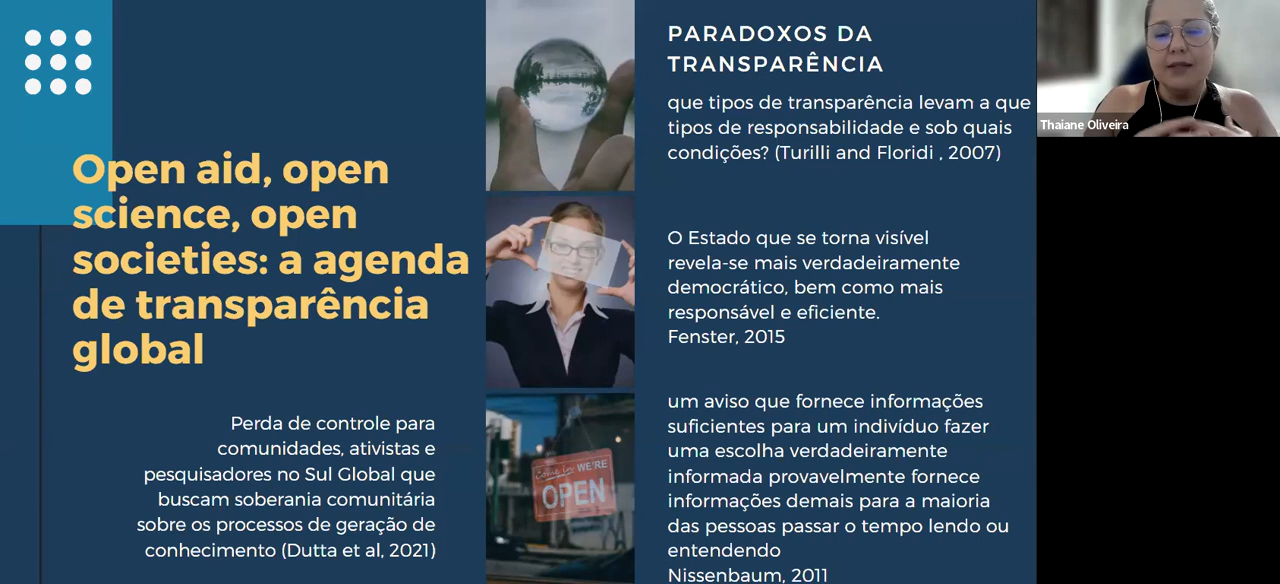 Open aid, open
science, open
societies: a agenda
de transparência
global
Perda de controle para
comunidades, ativistas e
pesquisadores no Sul Global que
buscam soberania comunitária
sobre os processos de geração de
conhecimento (Dutta et al, 2021)
come in WE'RE
OPEN
PARADOXOS DA
TRANSPARÊNCIA
que tipos de transparência levam a que
tipos de responsabilidade e sob quais
condições? (Turilli and Floridi , 2007)
O Estado que se torna visível
revela-se mais verdadeiramente
democrático, bem como mais
responsável e eficiente.
Fenster, 2015
um aviso que fornece informações
suficientes para um indivíduo fazer
uma escolha verdadeiramente
informada provavelmente fornece
informações demais para a maioria
das pessoas passar o tempo lendo ou
entendendo
Nissenbaum, 2011
Thaiane Oliveira